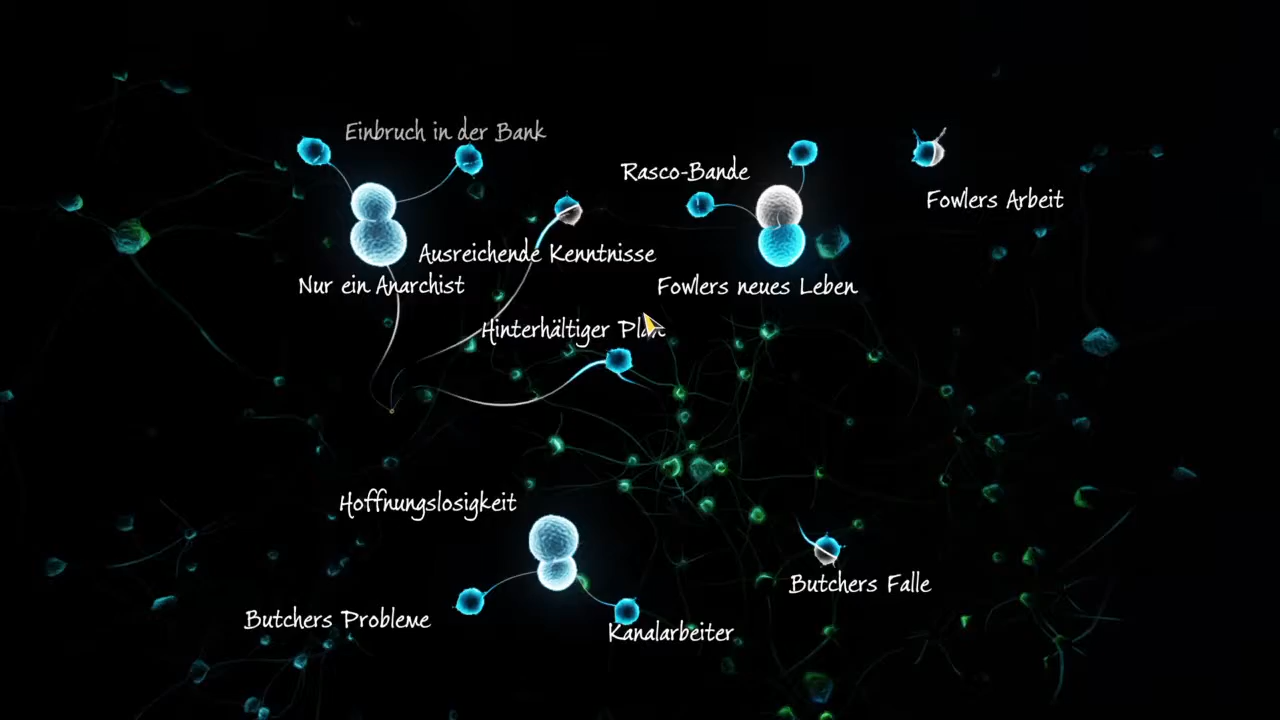 Einbruch in der Bank
Rasco-Bande
Fowlers Arbeit
Ausreichende Kenntnisse
Nur ein Anarchist
Fowlers neues Leben
Hinterhältiger Plan
Hoffnungslosigkeit
Butchers Falle
Butchers Probleme
Kanalarbeiter